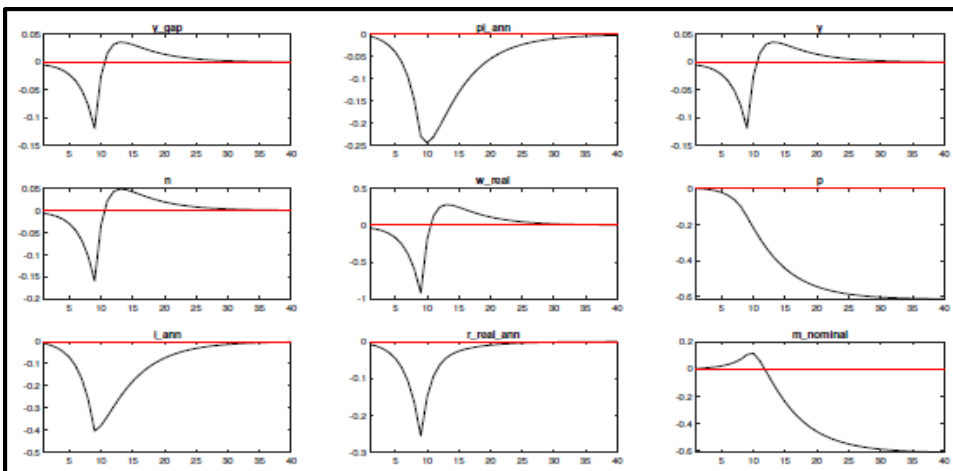 y_gap pi_ann y
0.05 0 0.05
0 -0.05 0
-0.05 -0.1 -0.05
-0.15
-0.1 -0.2 -0.1
-0.15 -0.25 -0.15
5 10 15 20 25 30 35 40 5 10 15 20 25 30 35 40 5 10 15 20 25 30 35 40
n w_real p
0.05 0.5 0
0
-0.05 0 -0.2
-0.1 -0.5 -0.4
-0.15
-0.2 -1 -0.6
5 10 15 20 25 30 35 40 5 10 15 20 25 30 35 40 5 10 15 20 25 30 35 40
i_ann r_real_ann m_nominal
0 0 0.2
-0.1 0
-0.2 -0.1 -0.2
-0.3 -0.2 -0.4
-0.4 -0.6
-0.5 -0.3
5 10 15 20 25 30 35 40 5 10 15 20 25 30 35 40 5 10 15 20 25 30 35 40